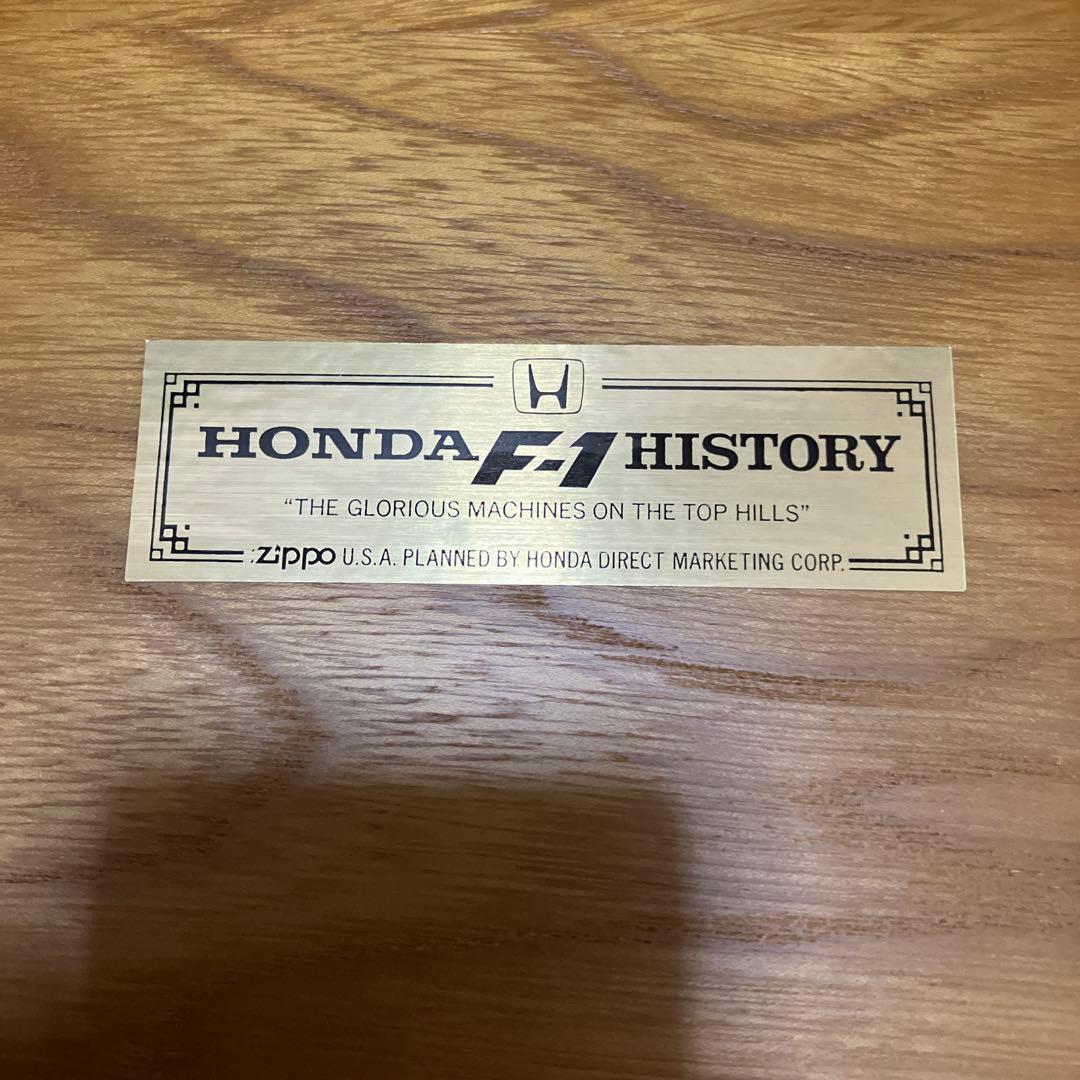 HONDA F-1 HISTORY
“THE GLORIOUS MACHINES ON THE TOP HILLS”
zippo U.S.A. PLANNED BY HONDA DIRECT MARKETING CORP.